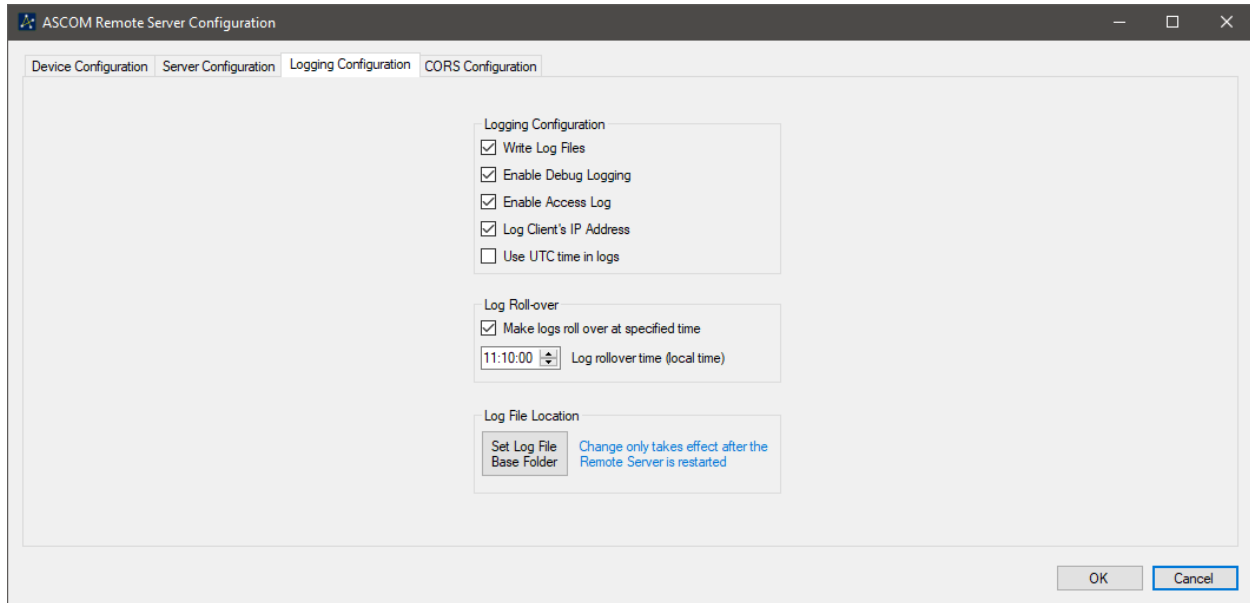 ASCOM Remote Server Configuration
Device Configuration Server Configuration Logging Configuration CORS Configuration
Logging Configuration
Write Log Files
Enable Debug Logging
Enable Access Log
Log Client's IP Address
Use UTC time in logs
Log Roll-over
Make logs roll over at specified time
11:10:00 Log rollover time (local time)
Log File Location
Set Log File
Base Folder
Change only takes effect after the
Remote Server is restarted
OK Cancel